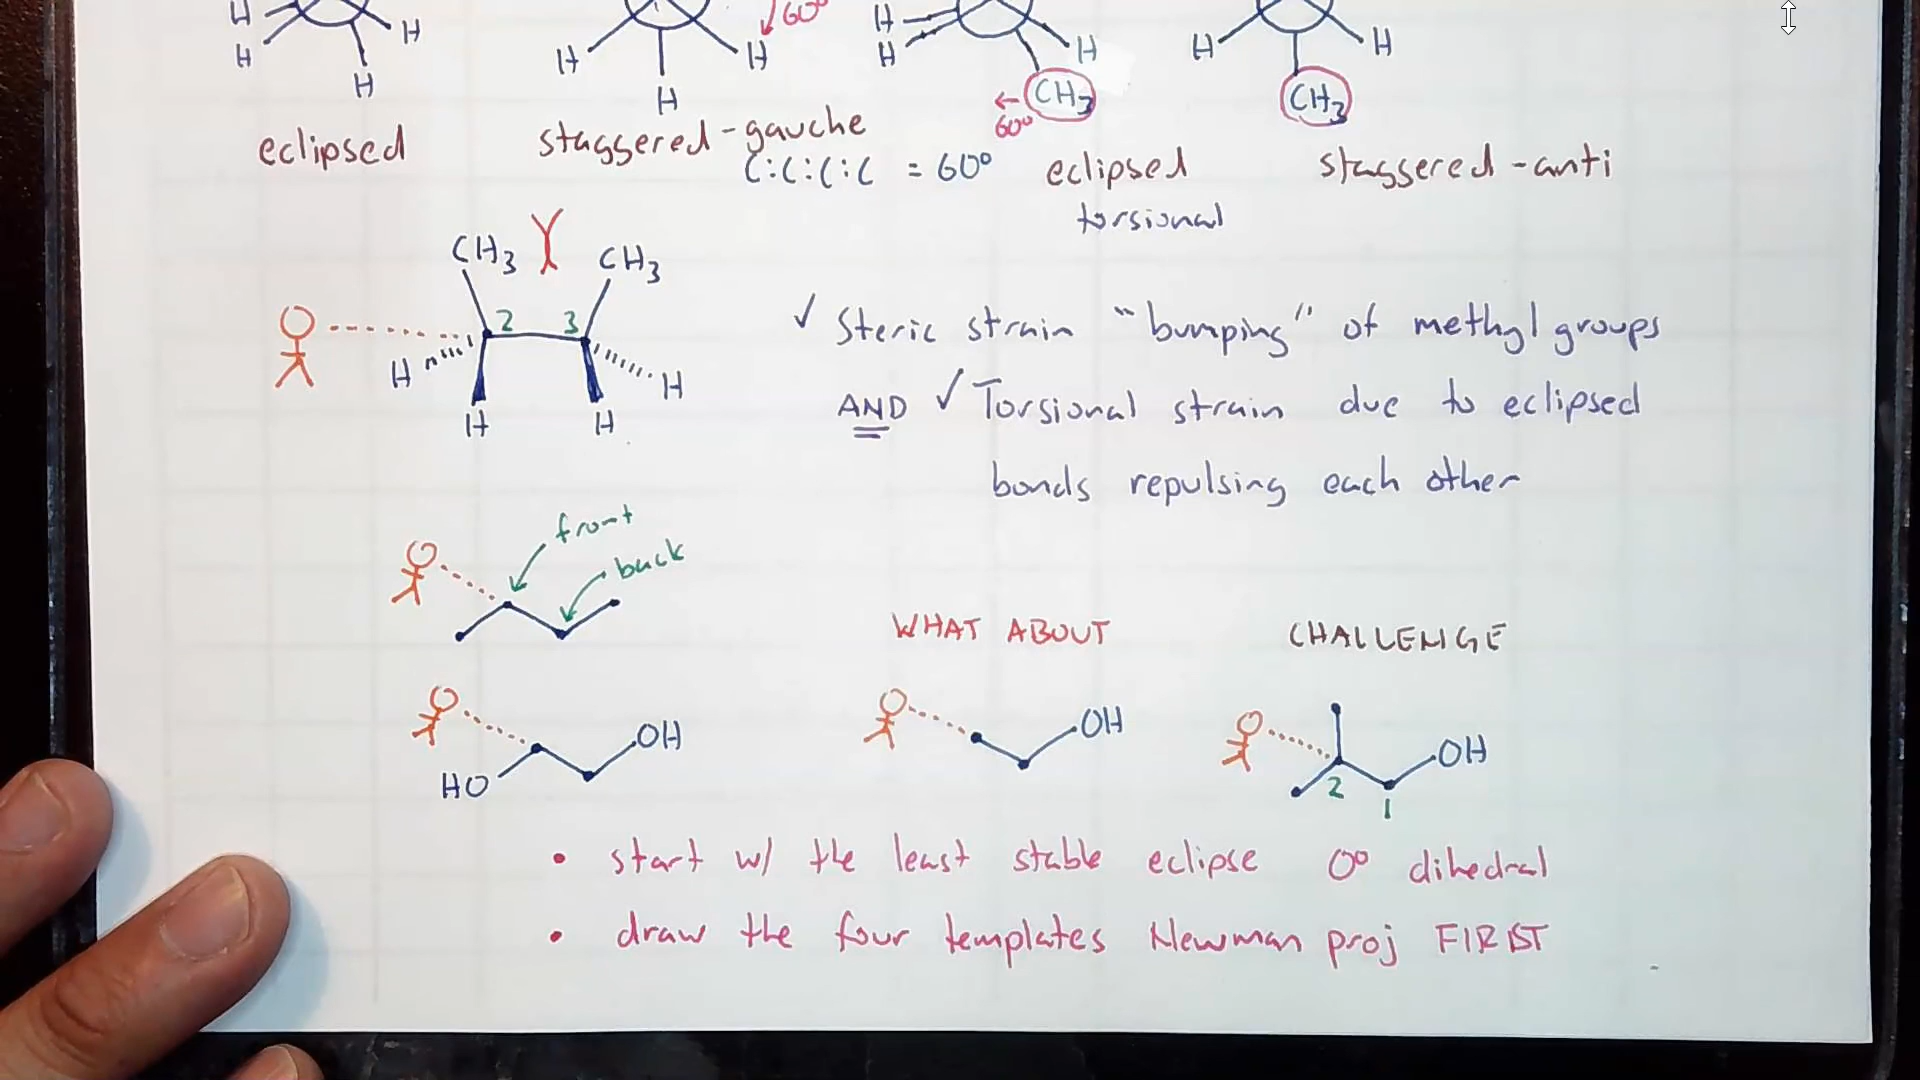 H H H H
60°
H H H
H H H
CH3
CH3
← 60°
H H
eclipsed
staggered-gauche
C:C:C:C = 60°
eclipsed
torsional
staggered-anti
CH3 CH3
2 3
H H
H H
✓ Steric strain "bumping" of methyl groups
AND ✓ Torsional strain due to eclipsed
bonds repulsing each other
front
back
WHAT ABOUT
CHALLENGE
HO OH
OH
OH
2
1
• start w/ the least stable eclipse 0° dihedral
• draw the four templates Newman proj FIRST